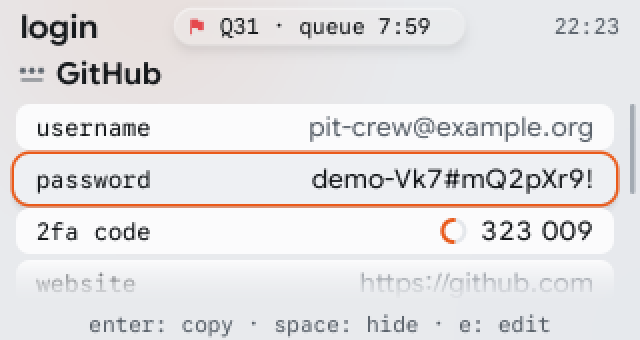 login Q31 · queue 7:59 22:23
GitHub
username pit-crew@example.org
password demo-Vk7#mQ2pXr9!
2fa code 323 009
website https://github.com
enter: copy · space: hide · e: edit